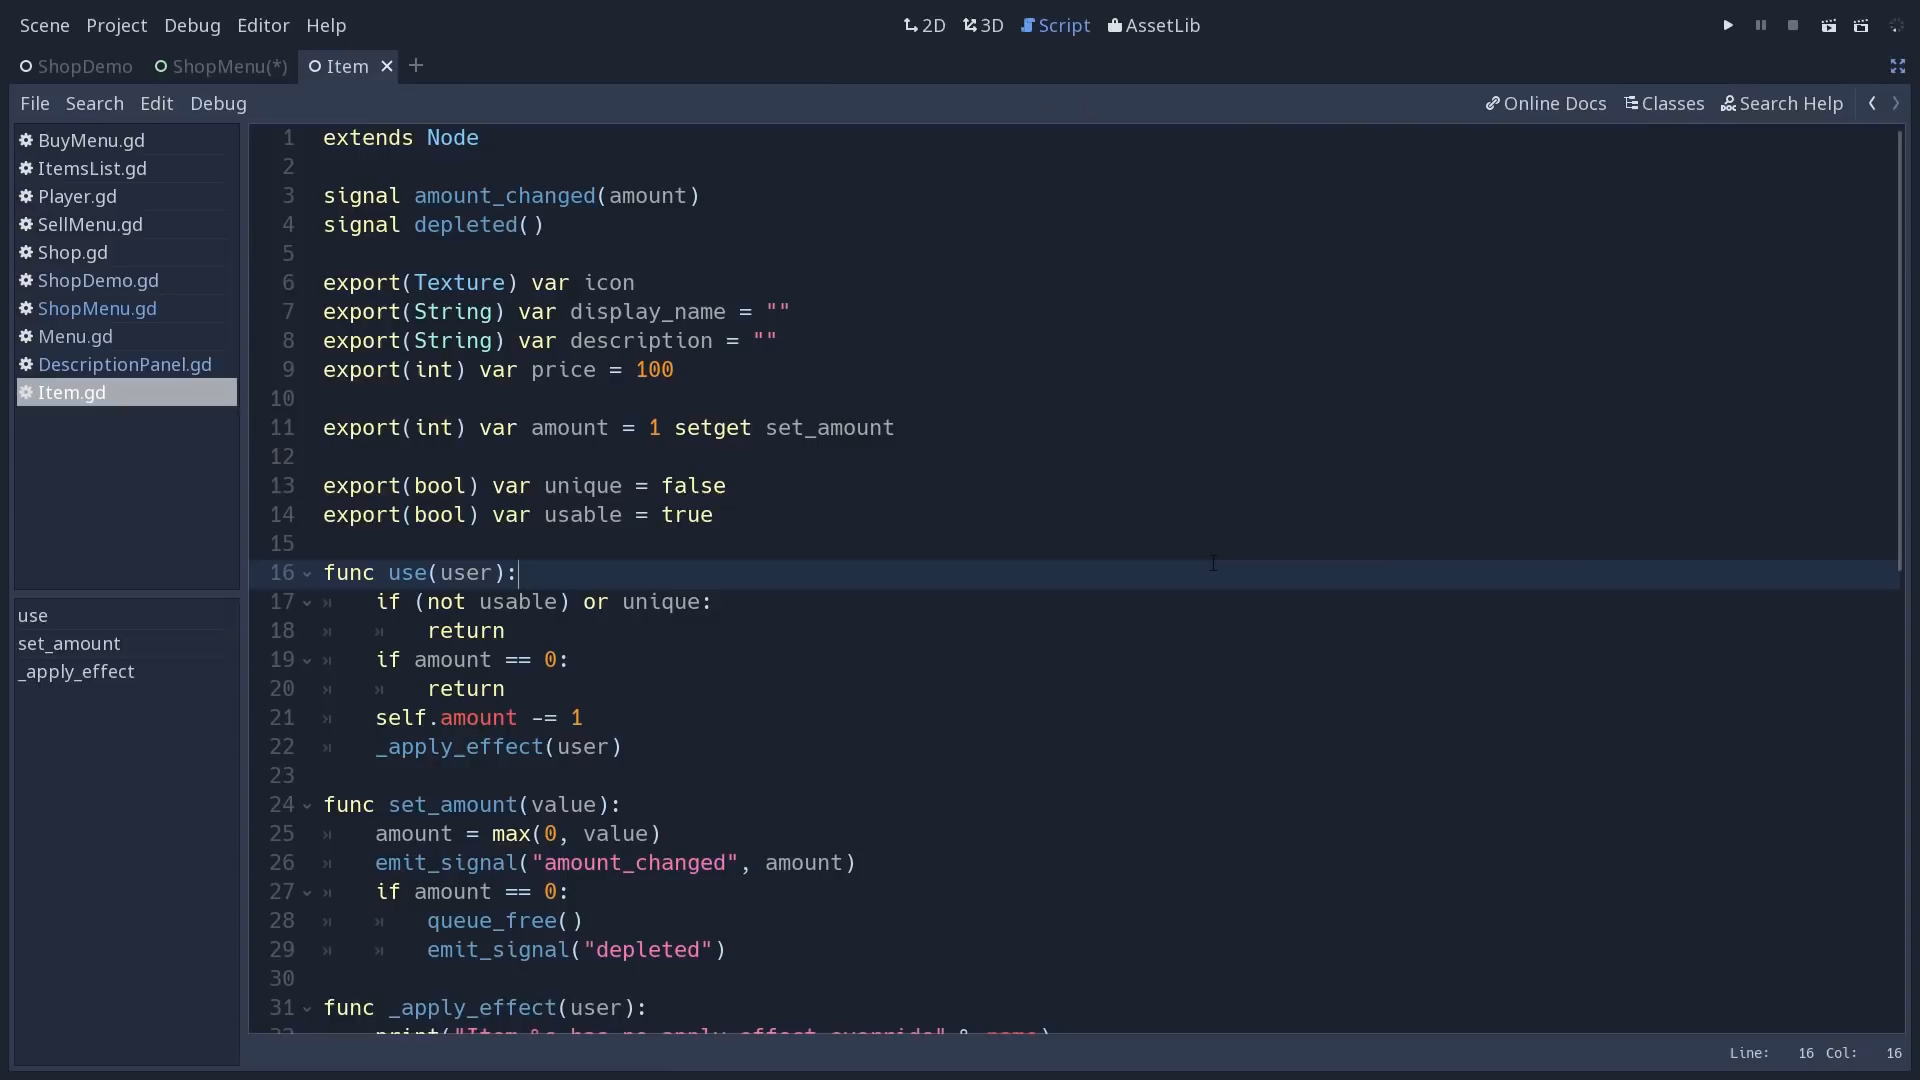 Scene Project Debug Editor Help 2D 3D Script AssetLib
ShopDemo ShopMenu(*) Item
File Search Edit Debug Online Docs Classes Search Help
BuyMenu.gd
ItemsList.gd
Player.gd
SellMenu.gd
Shop.gd
ShopDemo.gd
ShopMenu.gd
Menu.gd
DescriptionPanel.gd
Item.gd
use
set_amount
_apply_effect
1 extends Node
2
3 signal amount_changed(amount)
4 signal depleted()
5
6 export(Texture) var icon
7 export(String) var display_name = ""
8 export(String) var description = ""
9 export(int) var price = 100
10
11 export(int) var amount = 1 setget set_amount
12
13 export(bool) var unique = false
14 export(bool) var usable = true
15
16 func use(user):
17 if (not usable) or unique:
18 return
19 if amount == 0:
20 return
21 self.amount -= 1
22 _apply_effect(user)
23
24 func set_amount(value):
25 amount = max(0, value)
26 emit_signal("amount_changed", amount)
27 if amount == 0:
28 queue_free()
29 emit_signal("depleted")
30
31 func _apply_effect(user):
32 print("Item %s has no apply_effect override" % name)
Line: 16 Col: 16